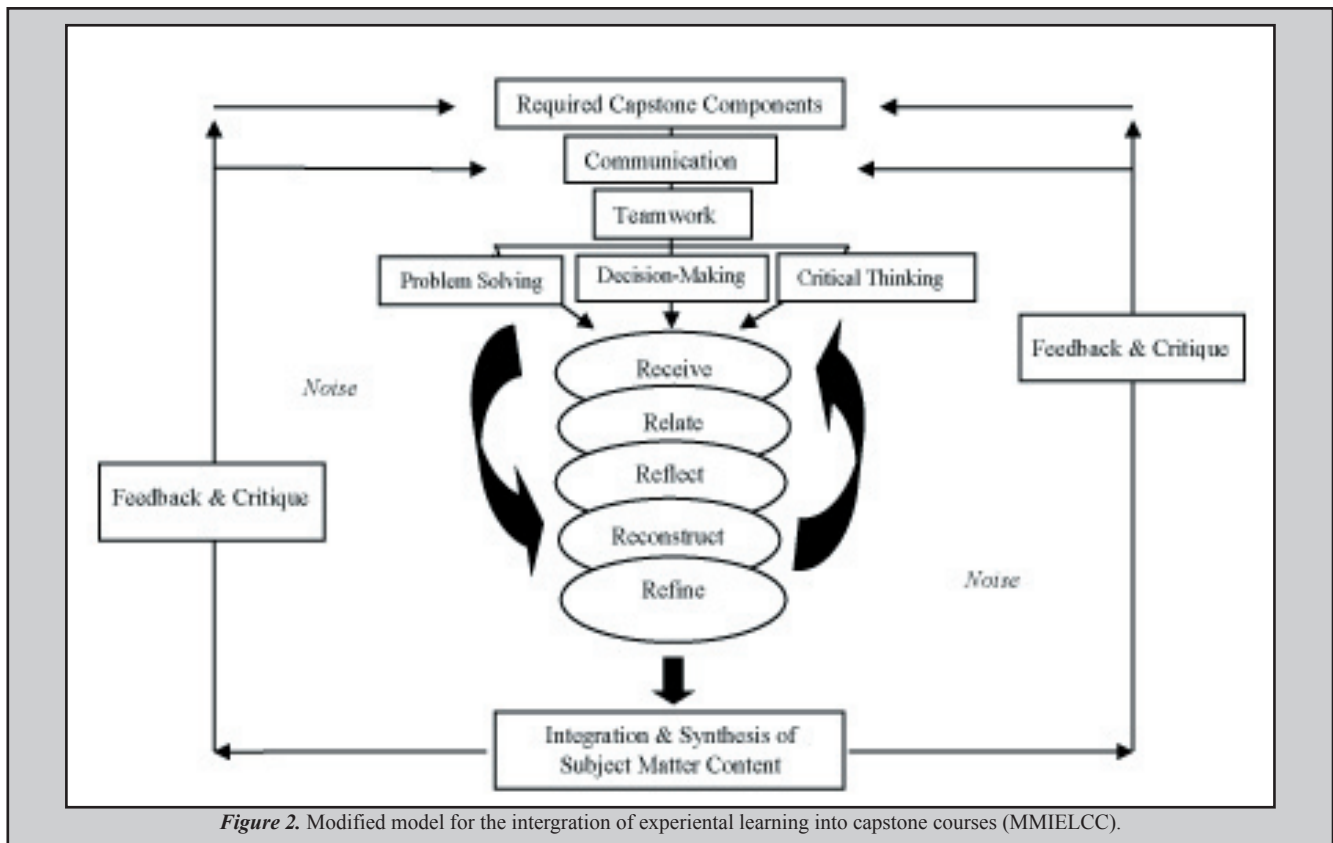 Required Capstone Components
Communication
Teamwork
Problem Solving
Decision-Making
Critical Thinking
Feedback & Critique
Noise
Receive
Relate
Reflect
Reconstruct
Refine
Feedback & Critique
Noise
Integration & Synthesis of
Subject Matter Content
Figure 2. Modified model for the intergration of experiental learning into capstone courses (MMIELCC).